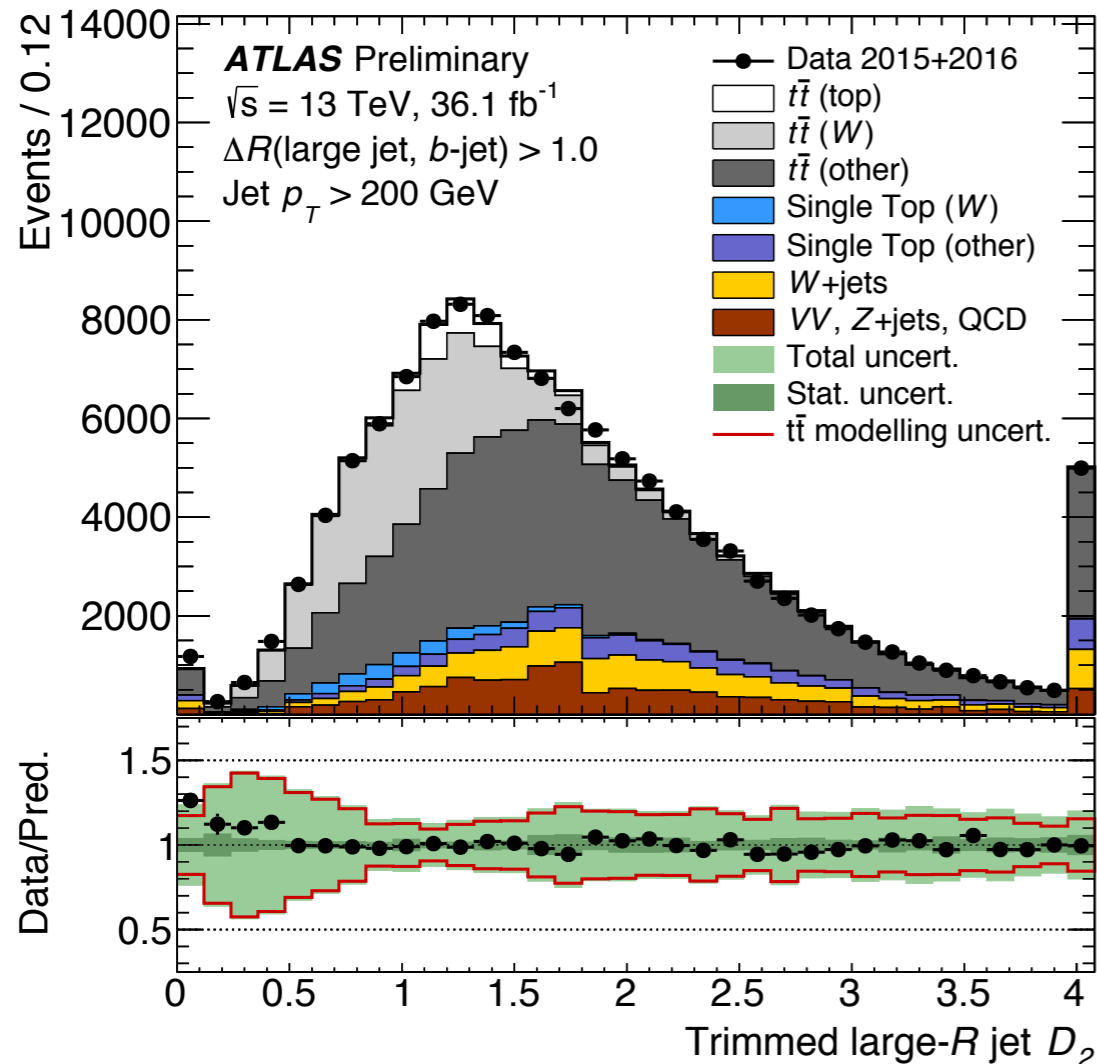 Events / 0.12
14000
12000
10000
8000
6000
4000
2000
ATLAS Preliminary
√s = 13 TeV, 36.1 fb⁻¹
ΔR(large jet, b-jet) > 1.0
Jet p_T > 200 GeV
Data 2015+2016
tt̄ (top)
tt̄ (W)
tt̄ (other)
Single Top (W)
Single Top (other)
W+jets
VV, Z+jets, QCD
Total uncert.
Stat. uncert.
tt̄ modelling uncert.
Data/Pred.
1.5
1
0.5
0 0.5 1 1.5 2 2.5 3 3.5 4
Trimmed large-R jet D₂